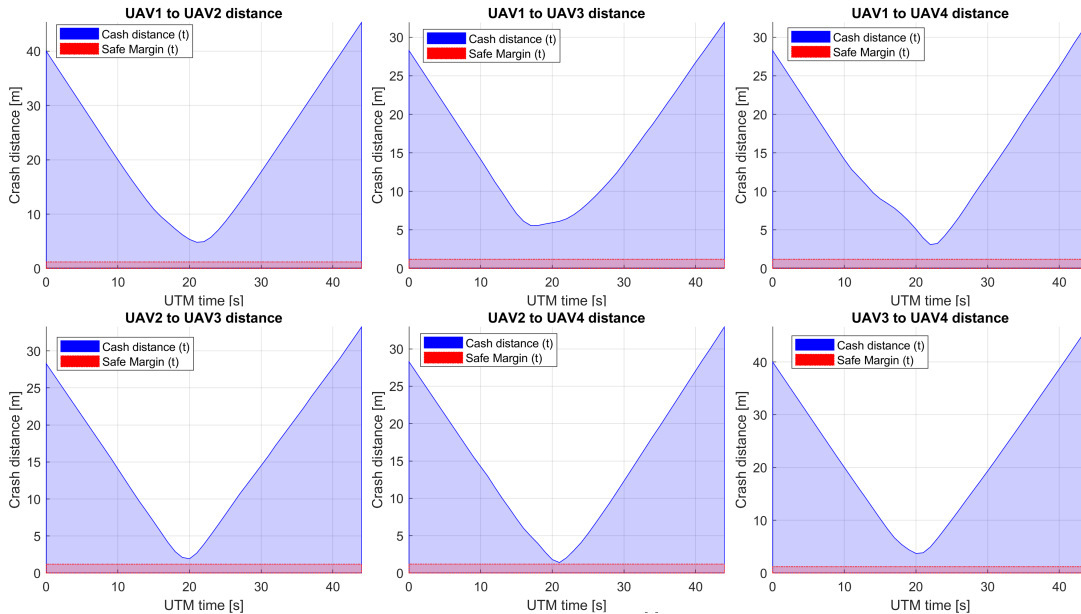 UAV1 to UAV2 distance
Cash distance (t)
Safe Margin (t)
Crash distance [m]
40
30
20
10
0
0 10 20 30 40
UTM time [s]
UAV1 to UAV3 distance
Cash distance (t)
Safe Margin (t)
Crash distance [m]
30
25
20
15
10
5
0
0 10 20 30 40
UTM time [s]
UAV1 to UAV4 distance
Cash distance (t)
Safe Margin (t)
Crash distance [m]
30
25
20
15
10
5
0
0 10 20 30 40
UTM time [s]
UAV2 to UAV3 distance
Cash distance (t)
Safe Margin (t)
Crash distance [m]
30
25
20
15
10
5
0
0 10 20 30 40
UTM time [s]
UAV2 to UAV4 distance
Cash distance (t)
Safe Margin (t)
Crash distance [m]
30
25
20
15
10
5
0
0 10 20 30 40
UTM time [s]
UAV3 to UAV4 distance
Cash distance (t)
Safe Margin (t)
Crash distance [m]
40
30
20
10
0
0 10 20 30 40
UTM time [s]